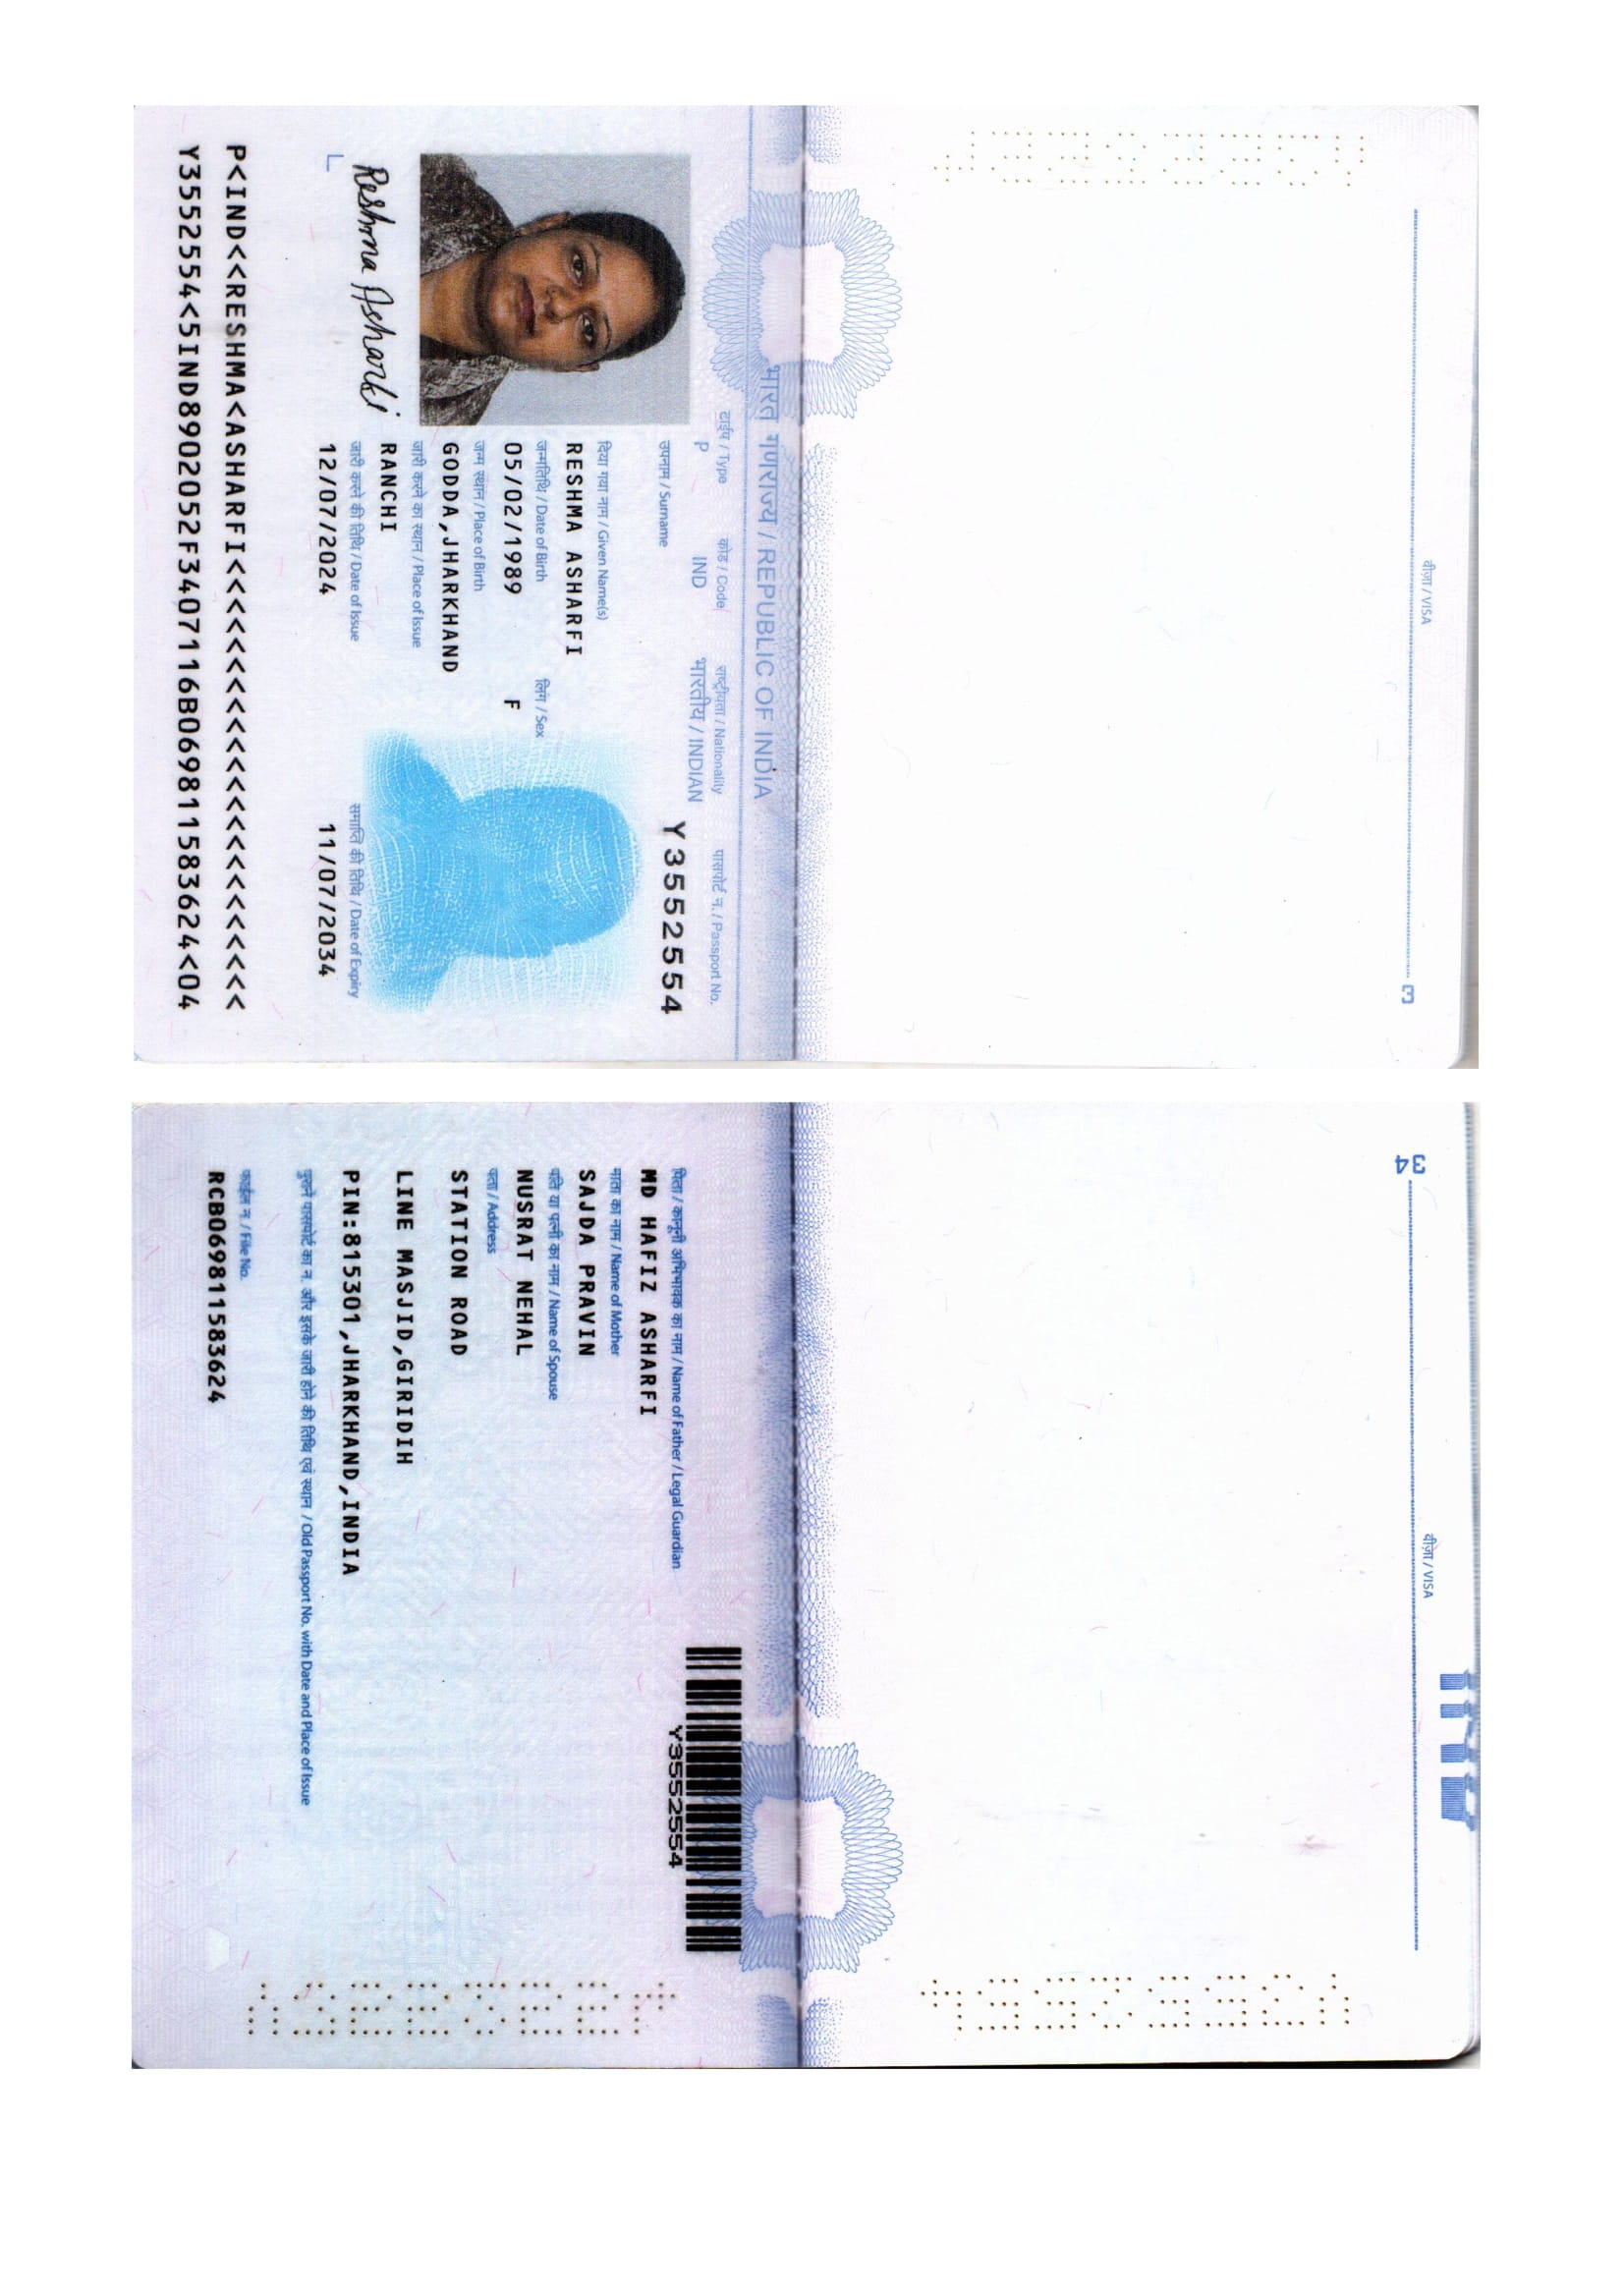 भारत गणराज्य / REPUBLIC OF INDIA
टाईप / Type
कोड / Code
राष्ट्रीयता / Nationality
पासपोर्ट न. / Passport No.
P
IND
भारतीय / INDIAN
Y3552554
उपनाम / Surname
दिया गया नाम / Given Name(s)
RESHMA ASHARFI
जन्मतिथि / Date of Birth
लिंग / Sex
05/02/1989
F
जन्म स्थान / Place of Birth
GODDA,JHARKHAND
जारी करने का स्थान / Place of Issue
RANCHI
जारी करने की तिथि / Date of Issue
समाप्ति की तिथि / Date of Expiry
12/07/2024
11/07/2034
Reshma Asharfi
P<IND<<RESHMA<ASHARFI<<<<<<<<<<<<<<<<<<<<<<<
Y3552554<5IND8902052F3407116B06981158​3624<04
वीज़ा / VISA
3
34
वीज़ा / VISA
पिता / कानूनी अभिभावक का नाम / Name of Father / Legal Guardian
MD HAFIZ ASHARFI
माता का नाम / Name of Mother
SAJDA PRAVIN
पति या पत्नी का नाम / Name of Spouse
NUSRAT NEHAL
पता / Address
STATION ROAD
LINE MASJID,GIRIDIH
PIN:815301,JHARKHAND,INDIA
पुराने पासपोर्ट का न. और इसके जारी होने की तिथि एवं स्थान / Old Passport No. with Date and Place of Issue
फाईल न. / File No.
RCB069811583624
Y3552554